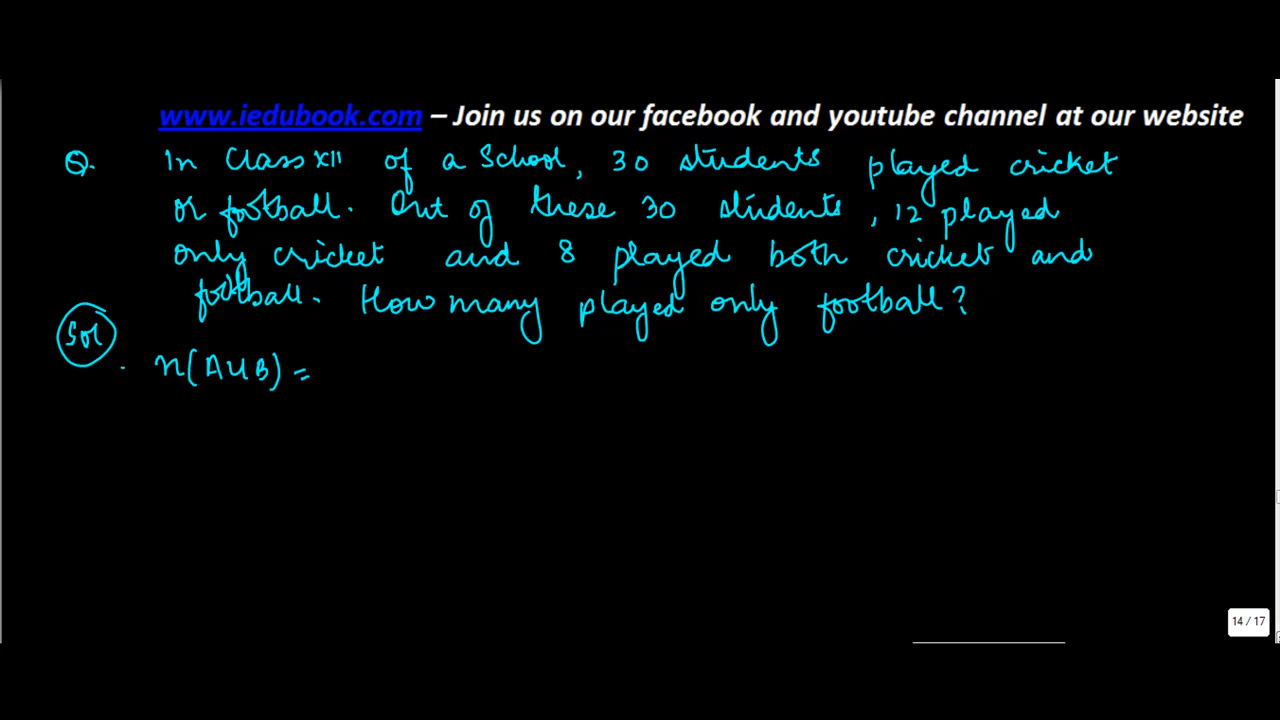 www.iedubook.com – Join us on our facebook and youtube channel at our website
Q. In Class XII of a School, 30 students played cricket
or football. Out of these 30 students, 12 played
only cricket and 8 played both cricket and
football. How many played only football?
Sol
n(AUB) =
14 / 17